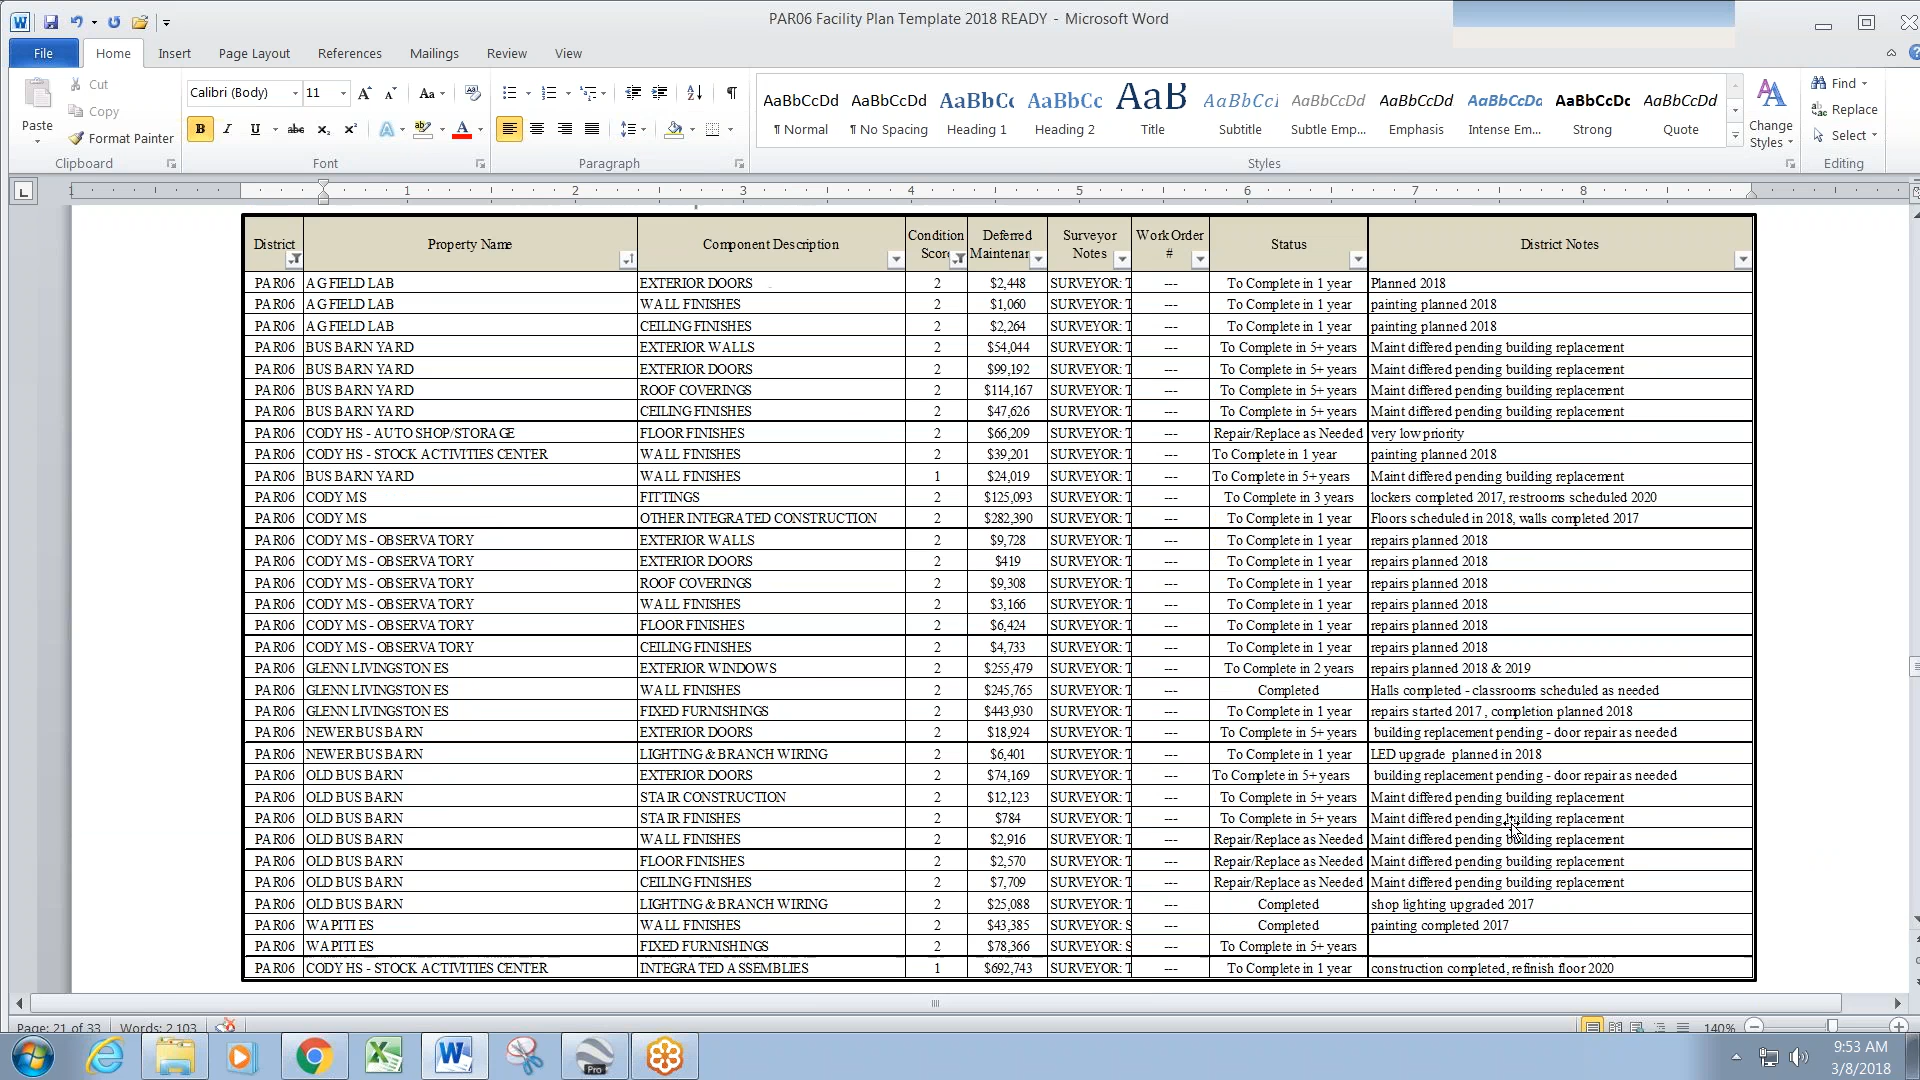 PAR06 Facility Plan Template 2018 READY - Microsoft Word
File Home Insert Page Layout References Mailings Review View
Paste Cut Copy Format Painter
Calibri (Body) 11
AaBbCcDd AaBbCcDd AaBbCc AaBbCc AaB AaBbCcl AaBbCcDd AaBbCcDd AaBbCcDc AaBbCcDc AaBbCcDd
¶ Normal ¶ No Spacing Heading 1 Heading 2 Title Subtitle Subtle Emp... Emphasis Intense Em... Strong Quote
Change Styles
Find Replace Select
Clipboard Font Paragraph Styles Editing
1 1 2 3 4 5 6 7 8
District Property Name Component Description Condition Score Deferred Maintenan Surveyor Notes Work Order # Status District Notes
PAR06 AG FIELD LAB EXTERIOR DOORS 2 $2,448 SURVEYOR: T --- To Complete in 1 year Planned 2018
PAR06 AG FIELD LAB WALL FINISHES 2 $1,060 SURVEYOR: T --- To Complete in 1 year painting planned 2018
PAR06 AG FIELD LAB CEILING FINISHES 2 $2,264 SURVEYOR: T --- To Complete in 1 year painting planned 2018
PAR06 BUS BARN YARD EXTERIOR WALLS 2 $54,044 SURVEYOR: T --- To Complete in 5+ years Maint differed pending building replacement
PAR06 BUS BARN YARD EXTERIOR DOORS 2 $99,192 SURVEYOR: T --- To Complete in 5+ years Maint differed pending building replacement
PAR06 BUS BARN YARD ROOF COVERINGS 2 $114,167 SURVEYOR: T --- To Complete in 5+ years Maint differed pending building replacement
PAR06 BUS BARN YARD CEILING FINISHES 2 $47,626 SURVEYOR: T --- To Complete in 5+ years Maint differed pending building replacement
PAR06 CODY HS - AUTO SHOP/STORAGE FLOOR FINISHES 2 $66,209 SURVEYOR: T --- Repair/Replace as Needed very low priority
PAR06 CODY HS - STOCK ACTIVITIES CENTER WALL FINISHES 2 $39,201 SURVEYOR: T --- To Complete in 1 year painting planned 2018
PAR06 BUS BARN YARD WALL FINISHES 1 $24,019 SURVEYOR: T --- To Complete in 5+ years Maint differed pending building replacement
PAR06 CODY MS FITTINGS 2 $125,093 SURVEYOR: T --- To Complete in 3 years lockers completed 2017, restrooms scheduled 2020
PAR06 CODY MS OTHER INTEGRATED CONSTRUCTION 2 $282,390 SURVEYOR: T --- To Complete in 1 year Floors scheduled in 2018, walls completed 2017
PAR06 CODY MS - OBSERVATORY EXTERIOR WALLS 2 $9,728 SURVEYOR: T --- To Complete in 1 year repairs planned 2018
PAR06 CODY MS - OBSERVATORY EXTERIOR DOORS 2 $419 SURVEYOR: T --- To Complete in 1 year repairs planned 2018
PAR06 CODY MS - OBSERVATORY ROOF COVERINGS 2 $9,308 SURVEYOR: T --- To Complete in 1 year repairs planned 2018
PAR06 CODY MS - OBSERVATORY WALL FINISHES 2 $3,166 SURVEYOR: T --- To Complete in 1 year repairs planned 2018
PAR06 CODY MS - OBSERVATORY FLOOR FINISHES 2 $6,424 SURVEYOR: T --- To Complete in 1 year repairs planned 2018
PAR06 CODY MS - OBSERVATORY CEILING FINISHES 2 $4,733 SURVEYOR: T --- To Complete in 1 year repairs planned 2018
PAR06 GLENN LIVINGSTON ES EXTERIOR WINDOWS 2 $255,479 SURVEYOR: T --- To Complete in 2 years repairs planned 2018 & 2019
PAR06 GLENN LIVINGSTON ES WALL FINISHES 2 $245,765 SURVEYOR: T --- Completed Halls completed - classrooms scheduled as needed
PAR06 GLENN LIVINGSTON ES FIXED FURNISHINGS 2 $443,930 SURVEYOR: T --- To Complete in 1 year repairs started 2017 , completion planned 2018
PAR06 NEWER BUS BARN EXTERIOR DOORS 2 $18,924 SURVEYOR: T --- To Complete in 5+ years building replacement pending - door repair as needed
PAR06 NEWER BUS BARN LIGHTING & BRANCH WIRING 2 $6,401 SURVEYOR: T --- To Complete in 1 year LED upgrade planned in 2018
PAR06 OLD BUS BARN EXTERIOR DOORS 2 $74,169 SURVEYOR: T --- To Complete in 5+ years building replacement pending - door repair as needed
PAR06 OLD BUS BARN STAIR CONSTRUCTION 2 $12,123 SURVEYOR: T --- To Complete in 5+ years Maint differed pending building replacement
PAR06 OLD BUS BARN STAIR FINISHES 2 $784 SURVEYOR: T --- To Complete in 5+ years Maint differed pending building replacement
PAR06 OLD BUS BARN WALL FINISHES 2 $2,916 SURVEYOR: T --- Repair/Replace as Needed Maint differed pending building replacement
PAR06 OLD BUS BARN FLOOR FINISHES 2 $2,570 SURVEYOR: T --- Repair/Replace as Needed Maint differed pending building replacement
PAR06 OLD BUS BARN CEILING FINISHES 2 $7,709 SURVEYOR: T --- Repair/Replace as Needed Maint differed pending building replacement
PAR06 OLD BUS BARN LIGHTING & BRANCH WIRING 2 $25,088 SURVEYOR: T --- Completed shop lighting upgraded 2017
PAR06 WAPITI ES WALL FINISHES 2 $43,385 SURVEYOR: S --- Completed painting completed 2017
PAR06 WAPITI ES FIXED FURNISHINGS 2 $78,366 SURVEYOR: S --- To Complete in 5+ years
PAR06 CODY HS - STOCK ACTIVITIES CENTER INTEGRATED ASSEMBLIES 1 $692,743 SURVEYOR: T --- To Complete in 1 year construction completed, refinish floor 2020
Page: 21 of 33 Words: 2,103 140%
Pro
9:53 AM
3/8/2018